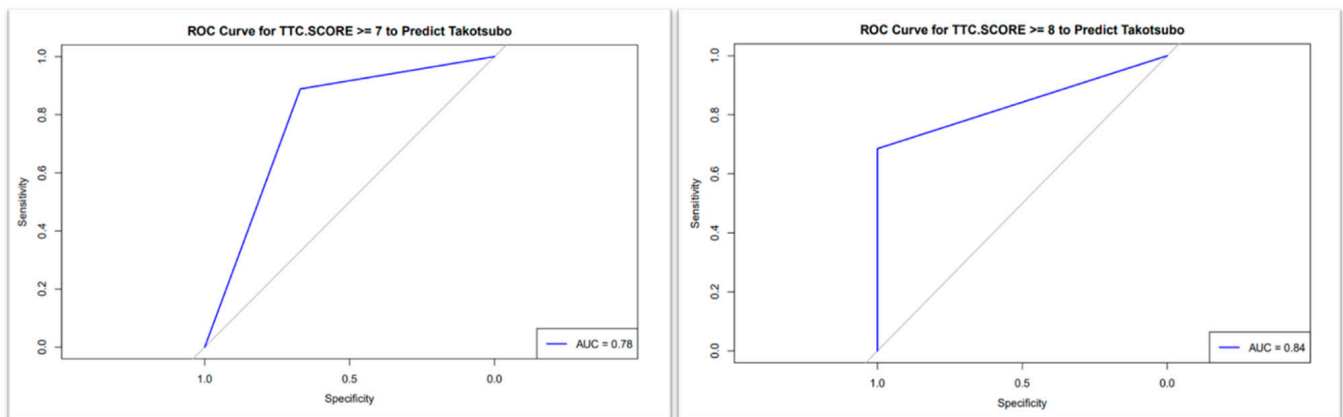 ROC Curve for TTC.SCORE >= 7 to Predict Takotsubo
1.0
0.8
0.6
0.4
0.2
0.0
Sensitivity
1.0
0.5
0.0
Specificity
AUC = 0.78
ROC Curve for TTC.SCORE >= 8 to Predict Takotsubo
1.0
0.8
0.6
0.4
0.2
0.0
Sensitivity
1.0
0.5
0.0
Specificity
AUC = 0.84